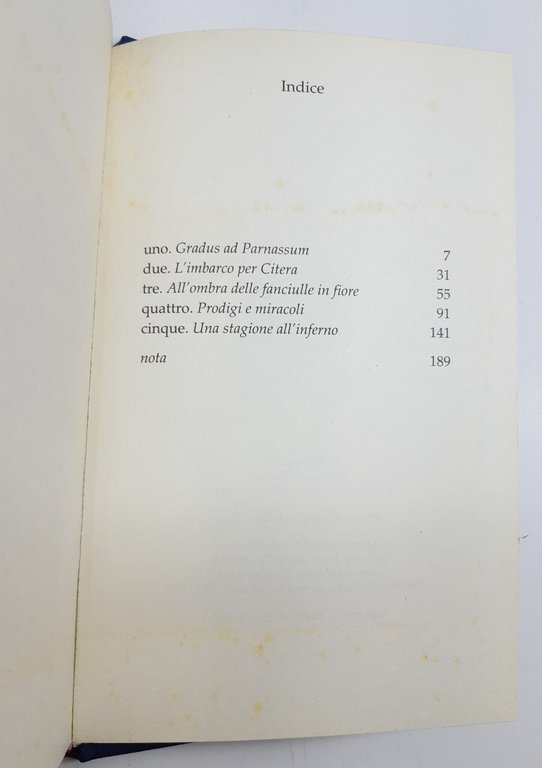 Indice
uno. Gradus ad Parnassum 7
due. L'imbarco per Citera 31
tre. All'ombra delle fanciulle in fiore 55
quattro. Prodigi e miracoli 91
cinque. Una stagione all'inferno 141
nota 189